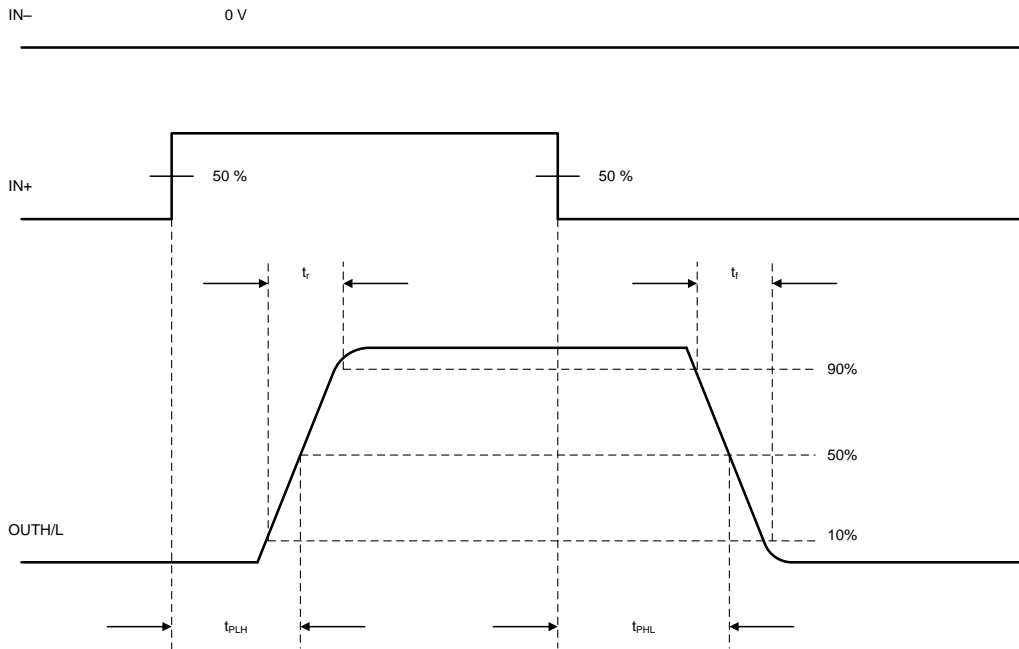 IN– 0 V
IN+ 50 % 50 %
tr tf
90%
50%
OUTH/L 10%
tPLH tPHL